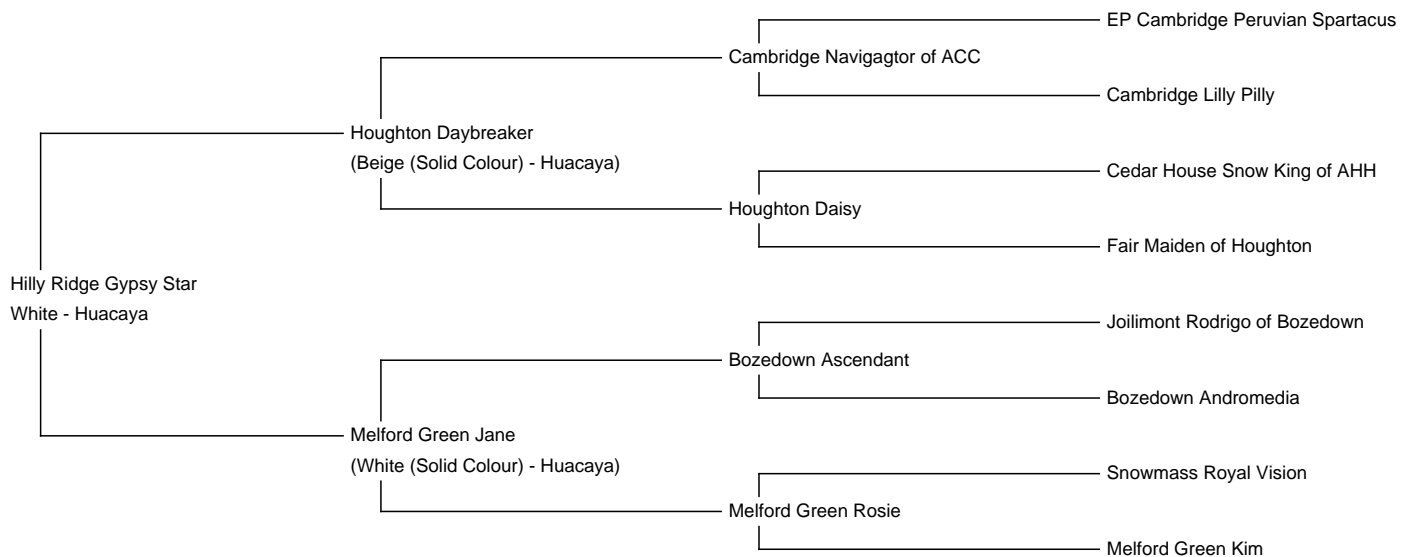 EP Cambridge Peruvian Spartacus
Cambridge Navigagtor of ACC
Cambridge Lilly Pilly
Houghton Daybreaker
(Beige (Solid Colour) - Huacaya)
Cedar House Snow King of AHH
Houghton Daisy
Fair Maiden of Houghton
Hilly Ridge Gypsy Star
White - Huacaya
Joilimont Rodrigo of Bozedown
Bozedown Ascendant
Bozedown Andromedia
Melford Green Jane
(White (Solid Colour) - Huacaya)
Snowmass Royal Vision
Melford Green Rosie
Melford Green Kim